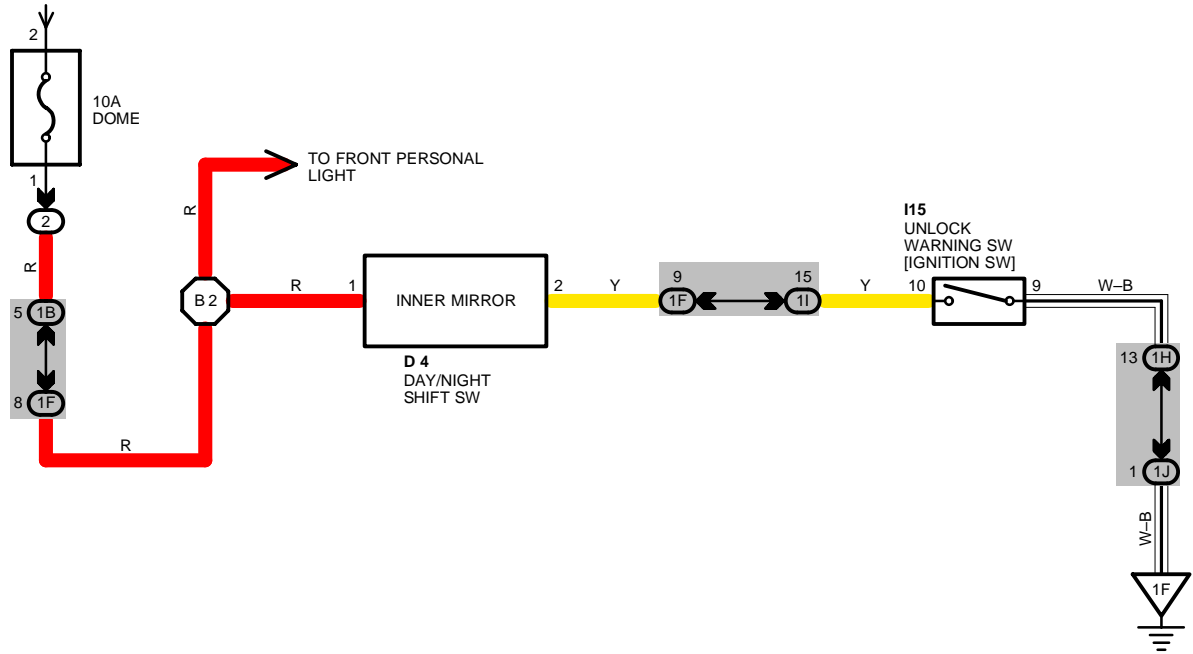 2
10A
DOME
1
2
R
5 1B
8 1F
R
R
TO FRONT PERSONAL
LIGHT
B 2
R
1
INNER MIRROR
2
D 4
DAY/NIGHT
SHIFT SW
Y
9
1F
15
1I
Y
I15
UNLOCK
WARNING SW
[IGNITION SW]
10
9
W–B
13 1H
1 1J
W–B
1F